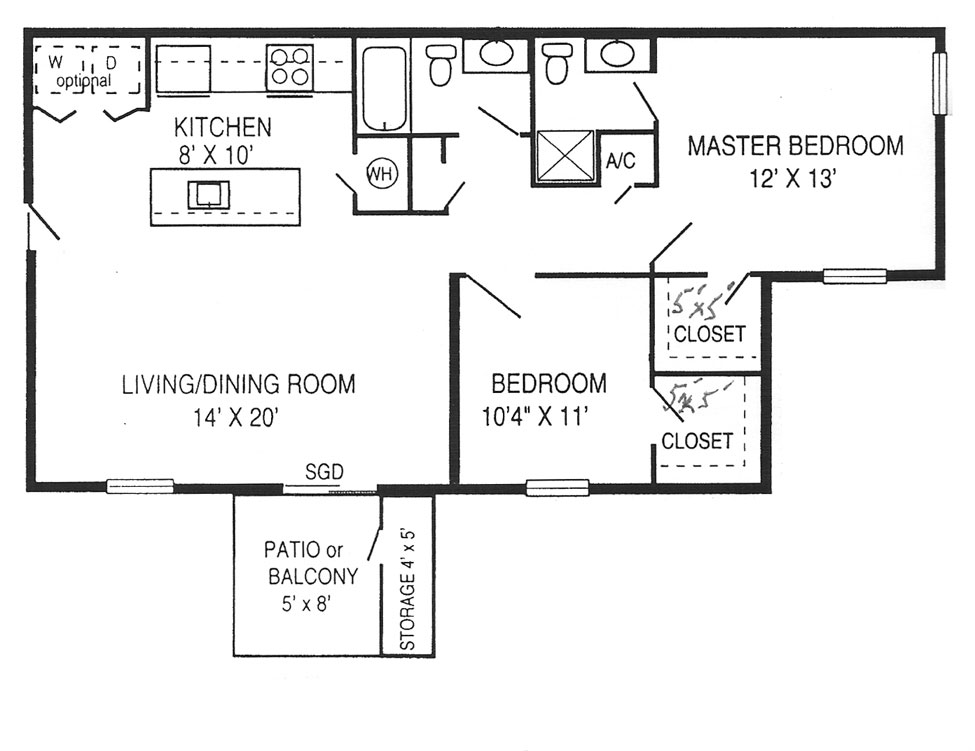 W D
optional
KITCHEN
8' X 10'
WH
A/C
MASTER BEDROOM
12' X 13'
5'x5'
CLOSET
LIVING/DINING ROOM
14' X 20'
BEDROOM
10'4" X 11'
5'x5'
CLOSET
SGD
PATIO or
BALCONY
5' x 8'
STORAGE 4' x 5'